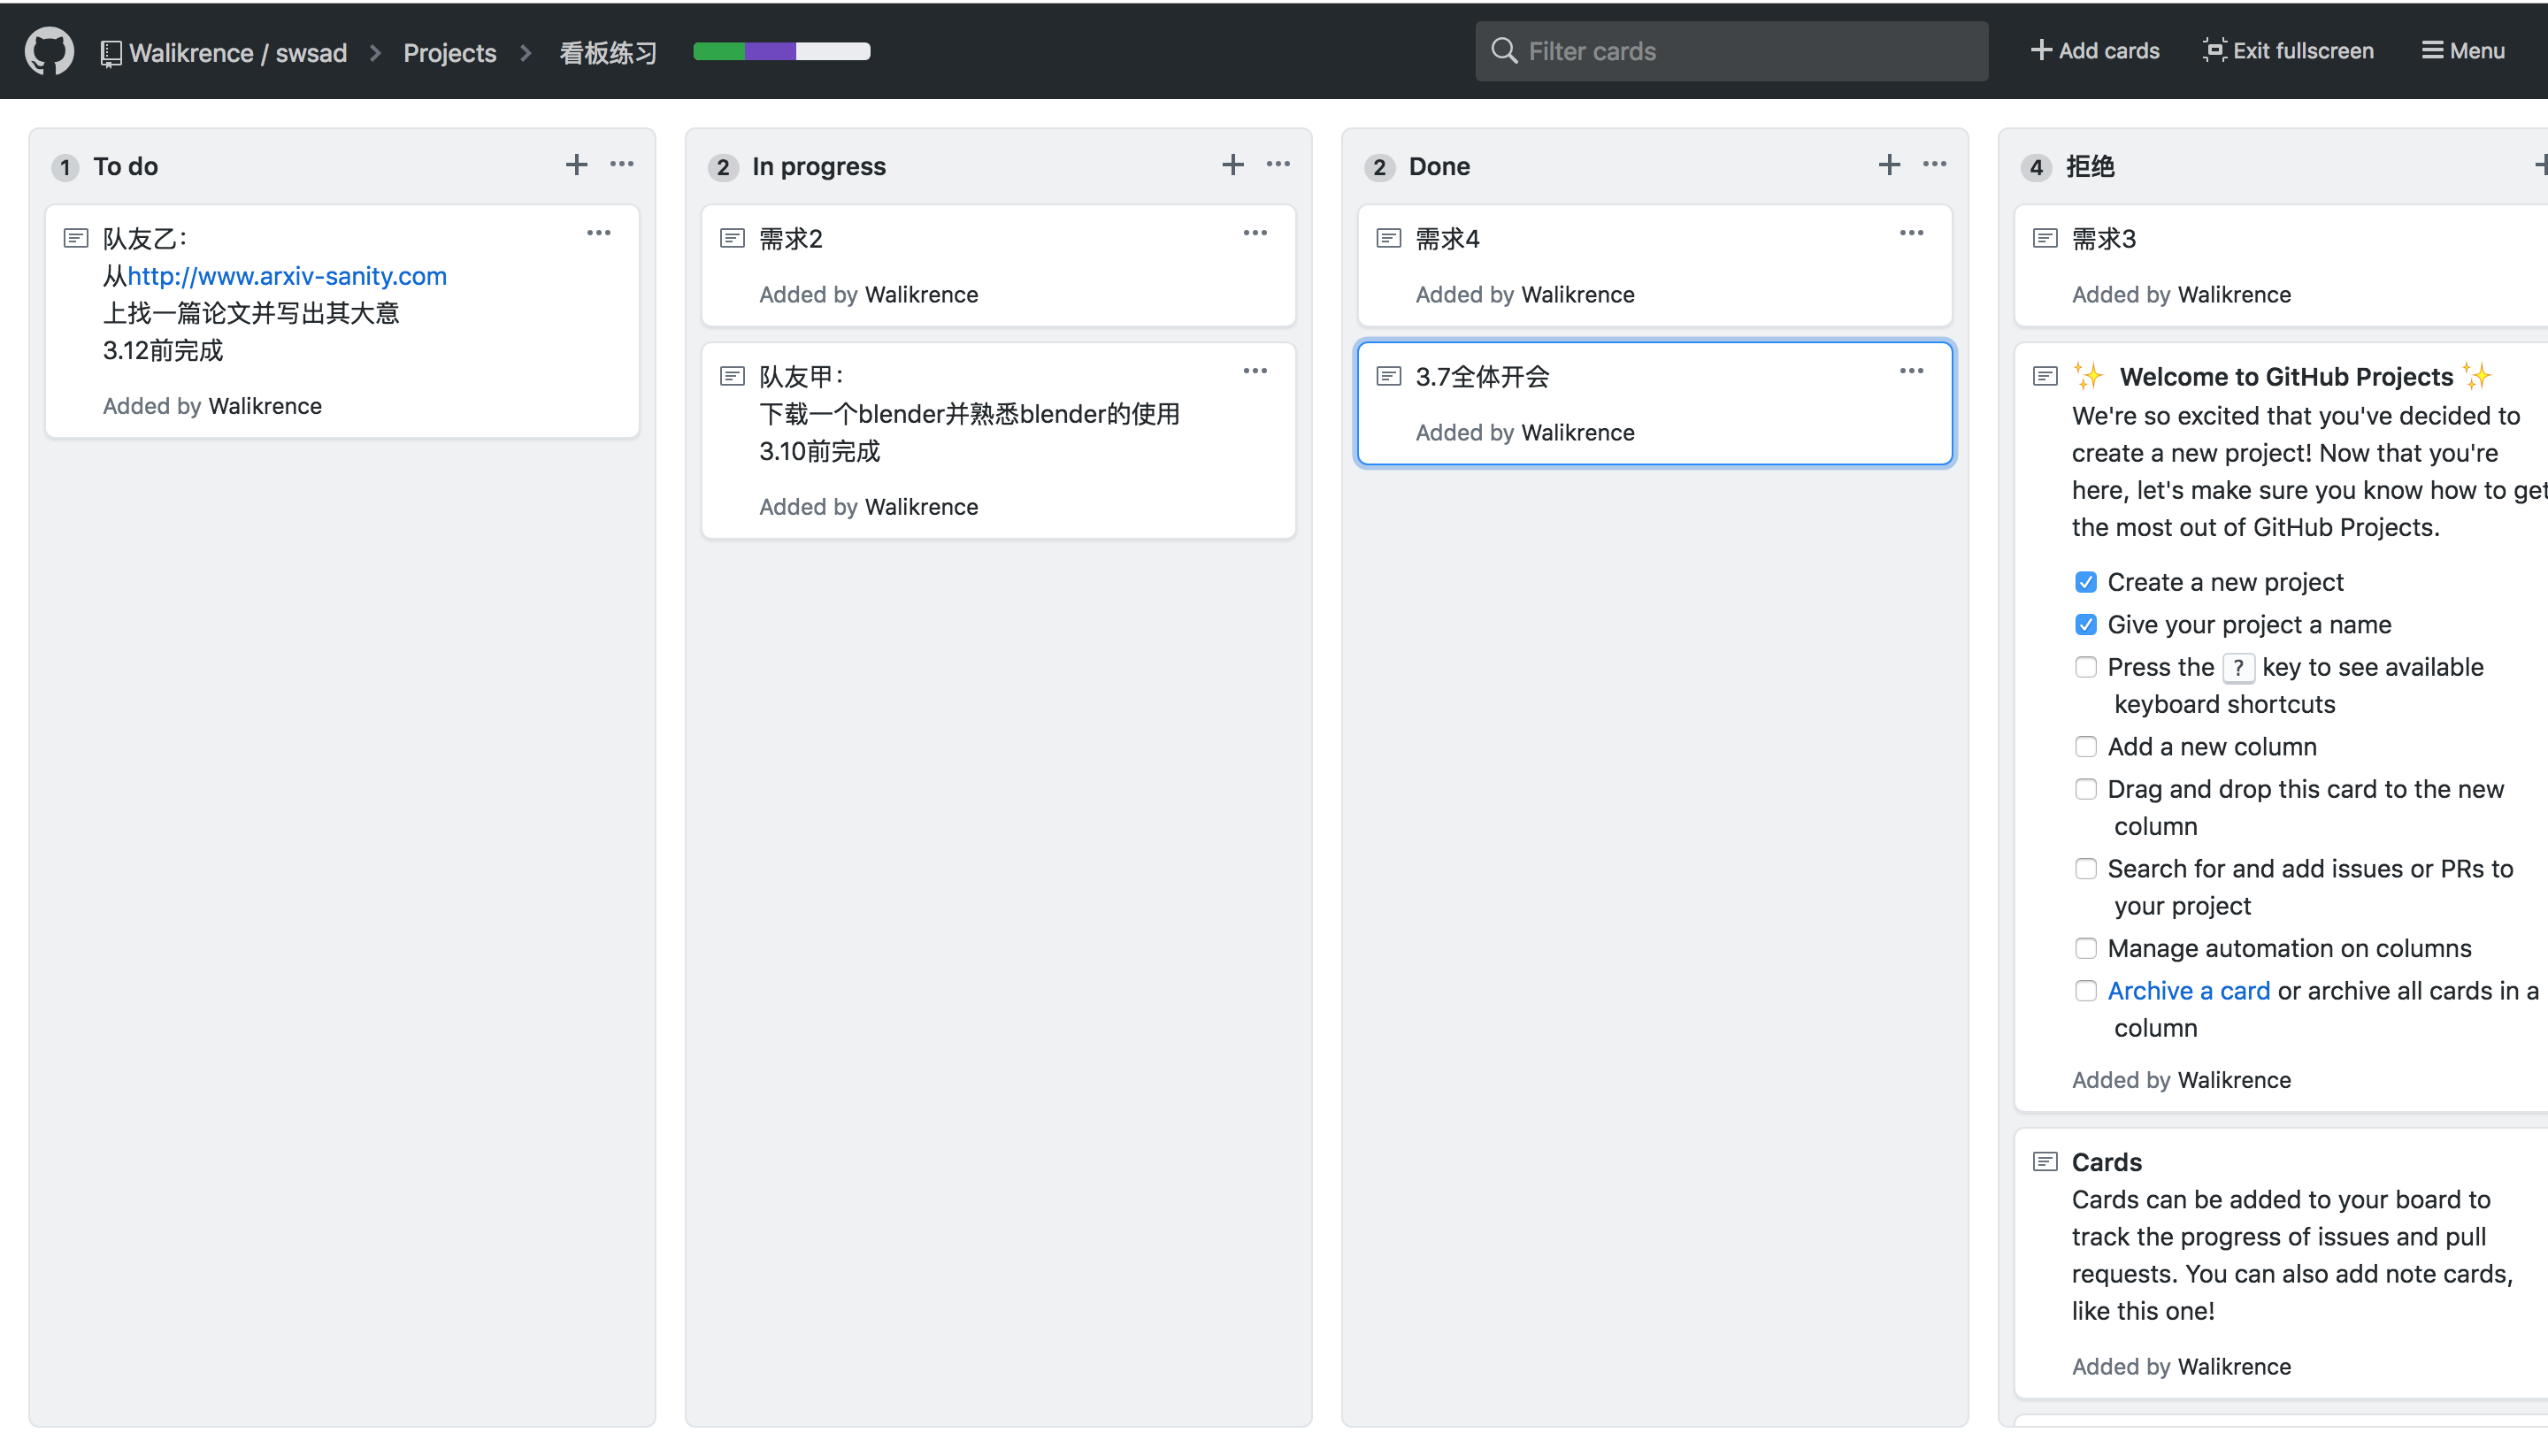 Walikrence / swsad > Projects > 看板练习
Filter cards
Add cards
Exit fullscreen
Menu
1 To do
队友乙：
从http://www.arxiv-sanity.com
上找一篇论文并写出其大意
3.12前完成
Added by Walikrence
2 In progress
需求2
Added by Walikrence
队友甲：
下载一个blender并熟悉blender的使用
3.10前完成
Added by Walikrence
2 Done
需求4
Added by Walikrence
3.7全体开会
Added by Walikrence
4 拒绝
需求3
Added by Walikrence
✨ Welcome to GitHub Projects ✨
We're so excited that you've decided to
create a new project! Now that you're
here, let's make sure you know how to get
the most out of GitHub Projects.
Create a new project
Give your project a name
Press the ? key to see available
keyboard shortcuts
Add a new column
Drag and drop this card to the new
column
Search for and add issues or PRs to
your project
Manage automation on columns
Archive a card or archive all cards in a
column
Added by Walikrence
Cards
Cards can be added to your board to
track the progress of issues and pull
requests. You can also add note cards,
like this one!
Added by Walikrence